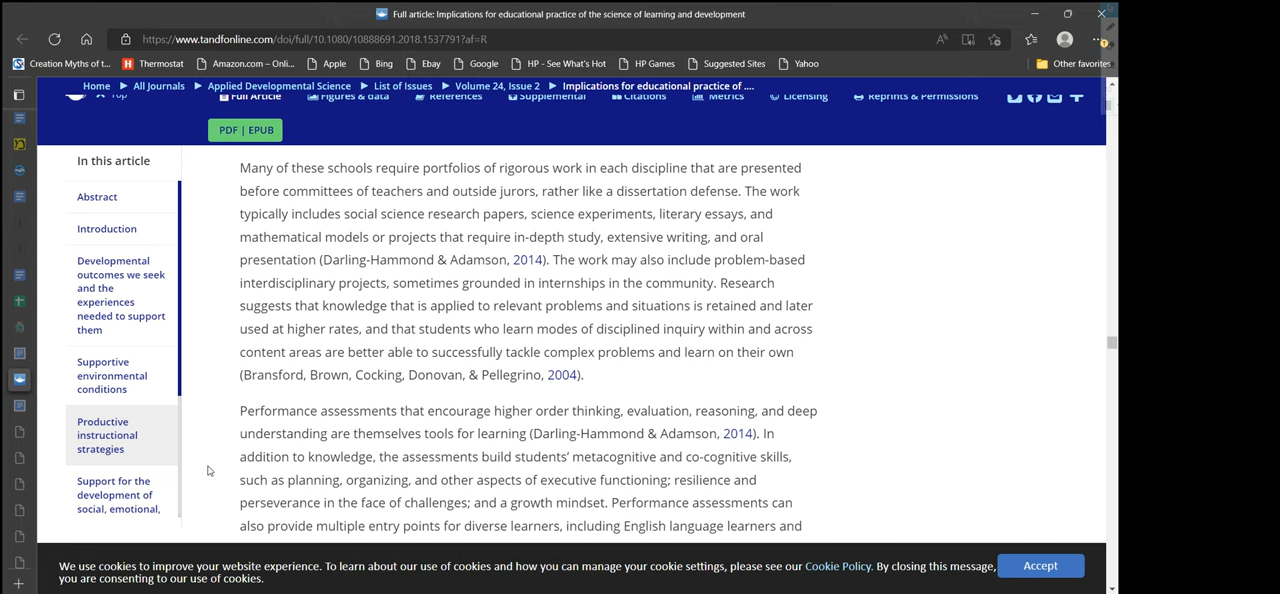 Full article: Implications for educational practice of the science of learning and development
https://www.tandfonline.com/doi/full/10.1080/10888691.2018.1537791?af=R
Creation Myths of t... Thermostat Amazon.com – Onli... Apple Bing Ebay Google HP - See What's Hot HP Games Suggested Sites Yahoo Other favorites
Home All Journals Applied Developmental Science List of Issues Volume 24, Issue 2 Implications for educational practice of ....
Top Full Article Figures & data References Supplemental Citations Metrics Licensing Reprints & Permissions
PDF | EPUB
In this article
Abstract
Introduction
Developmental
outcomes we seek
and the
experiences
needed to support
them
Supportive
environmental
conditions
Productive
instructional
strategies
Support for the
development of
social, emotional,
Many of these schools require portfolios of rigorous work in each discipline that are presented
before committees of teachers and outside jurors, rather like a dissertation defense. The work
typically includes social science research papers, science experiments, literary essays, and
mathematical models or projects that require in-depth study, extensive writing, and oral
presentation (Darling-Hammond & Adamson, 2014). The work may also include problem-based
interdisciplinary projects, sometimes grounded in internships in the community. Research
suggests that knowledge that is applied to relevant problems and situations is retained and later
used at higher rates, and that students who learn modes of disciplined inquiry within and across
content areas are better able to successfully tackle complex problems and learn on their own
(Bransford, Brown, Cocking, Donovan, & Pellegrino, 2004).
Performance assessments that encourage higher order thinking, evaluation, reasoning, and deep
understanding are themselves tools for learning (Darling-Hammond & Adamson, 2014). In
addition to knowledge, the assessments build students' metacognitive and co-cognitive skills,
such as planning, organizing, and other aspects of executive functioning; resilience and
perseverance in the face of challenges; and a growth mindset. Performance assessments can
also provide multiple entry points for diverse learners, including English language learners and
We use cookies to improve your website experience. To learn about our use of cookies and how you can manage your cookie settings, please see our Cookie Policy. By closing this message,
you are consenting to our use of cookies.
Accept